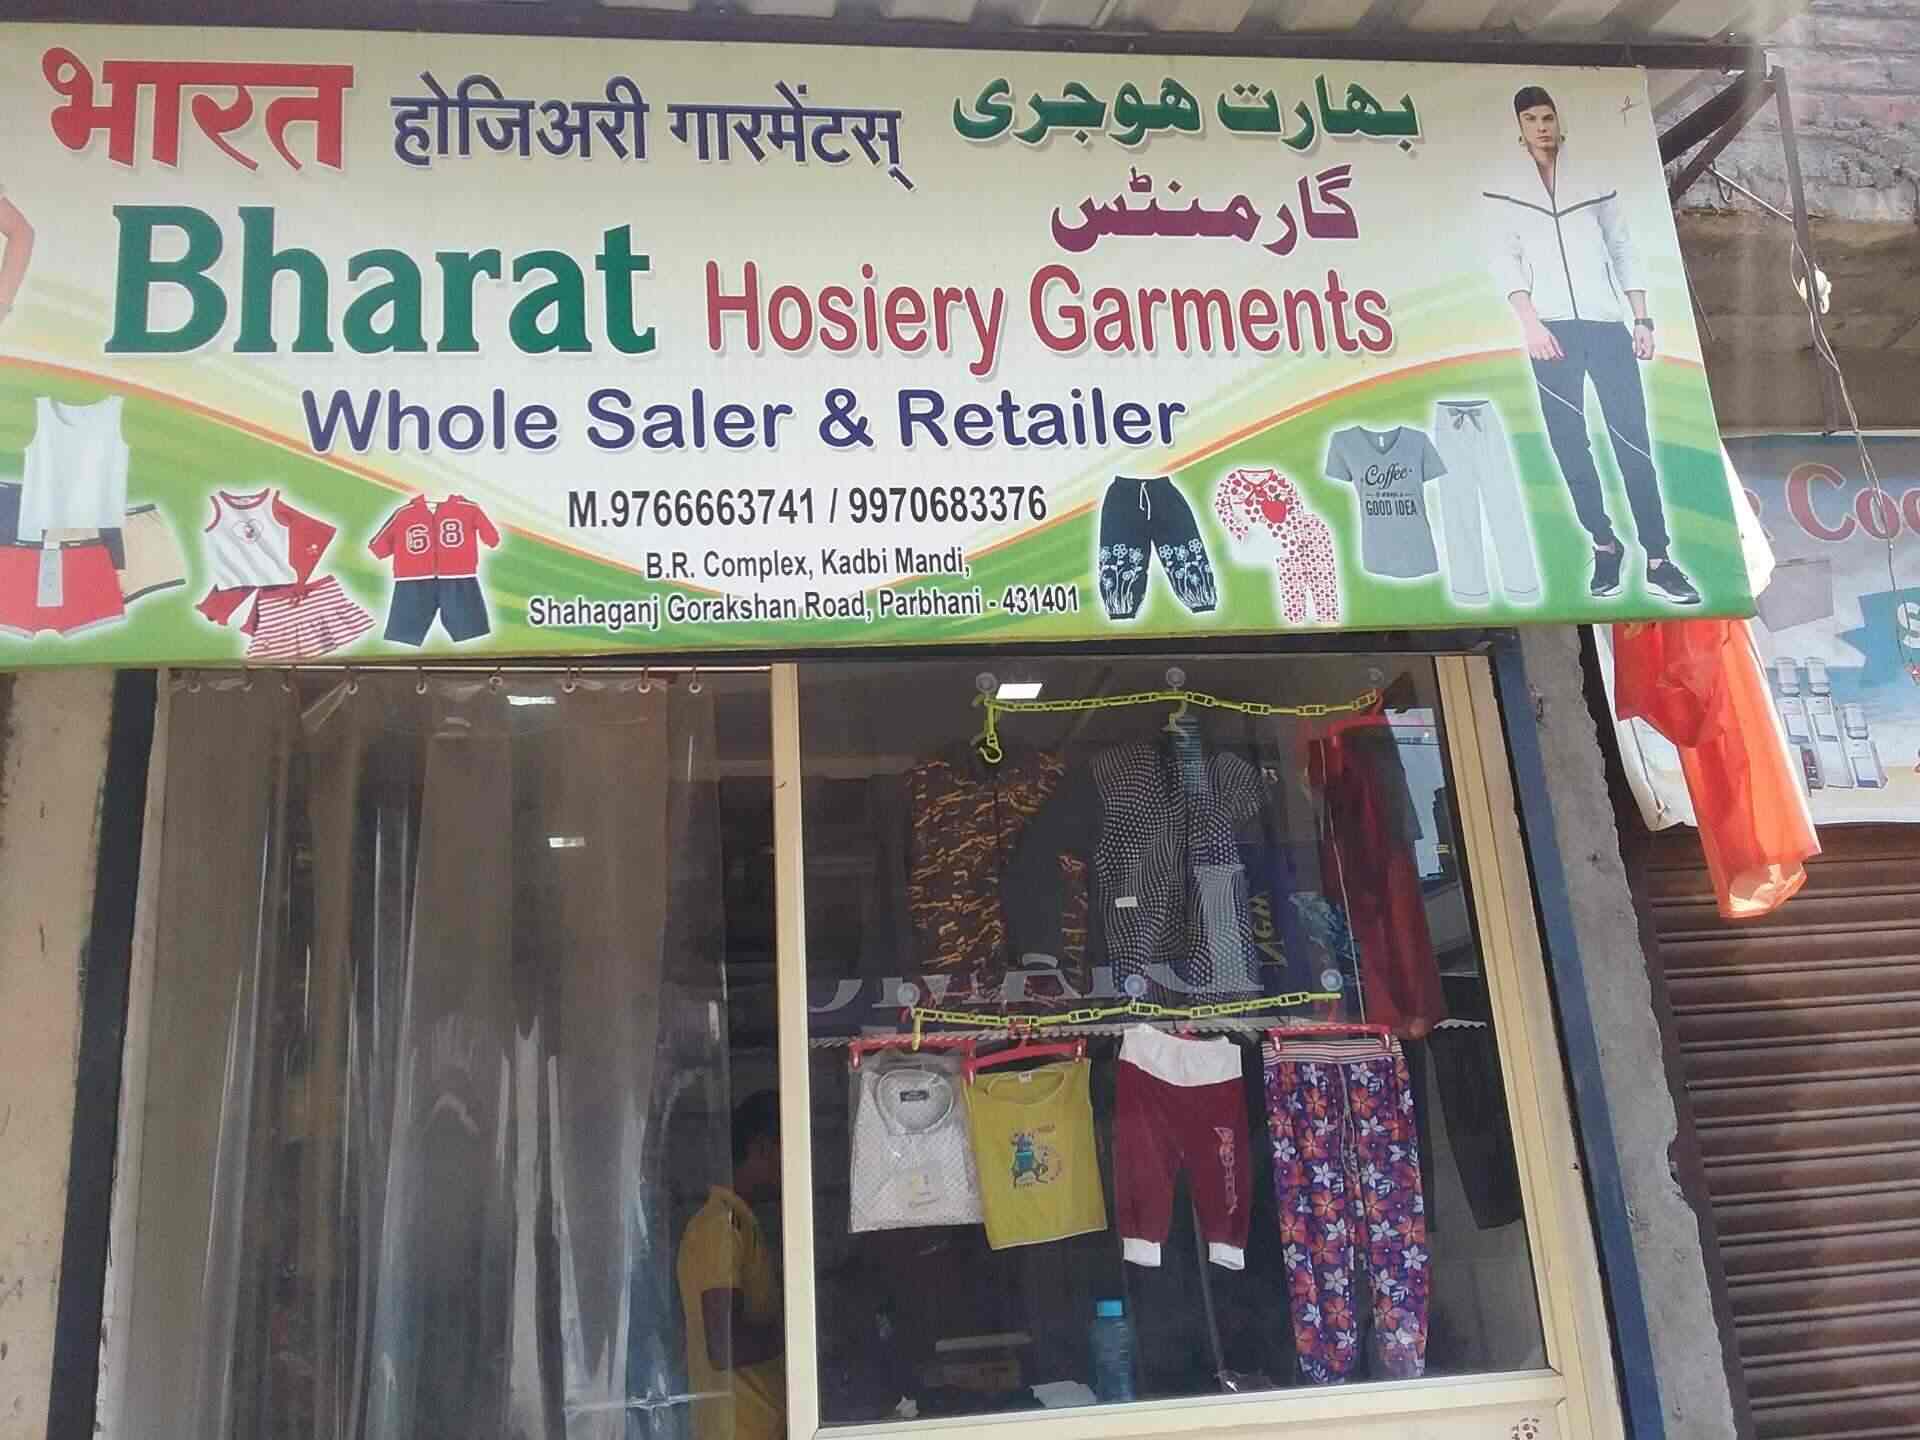 भारत होजिअरी गारमेंटस् بھارت ھوجری
گارمنٹس
Bharat Hosiery Garments
Whole Saler & Retailer
M.9766663741 / 9970683376
B.R. Complex, Kadbi Mandi,
Shahaganj Gorakshan Road, Parbhani - 431401
68
Coffee
GOOD IDEA